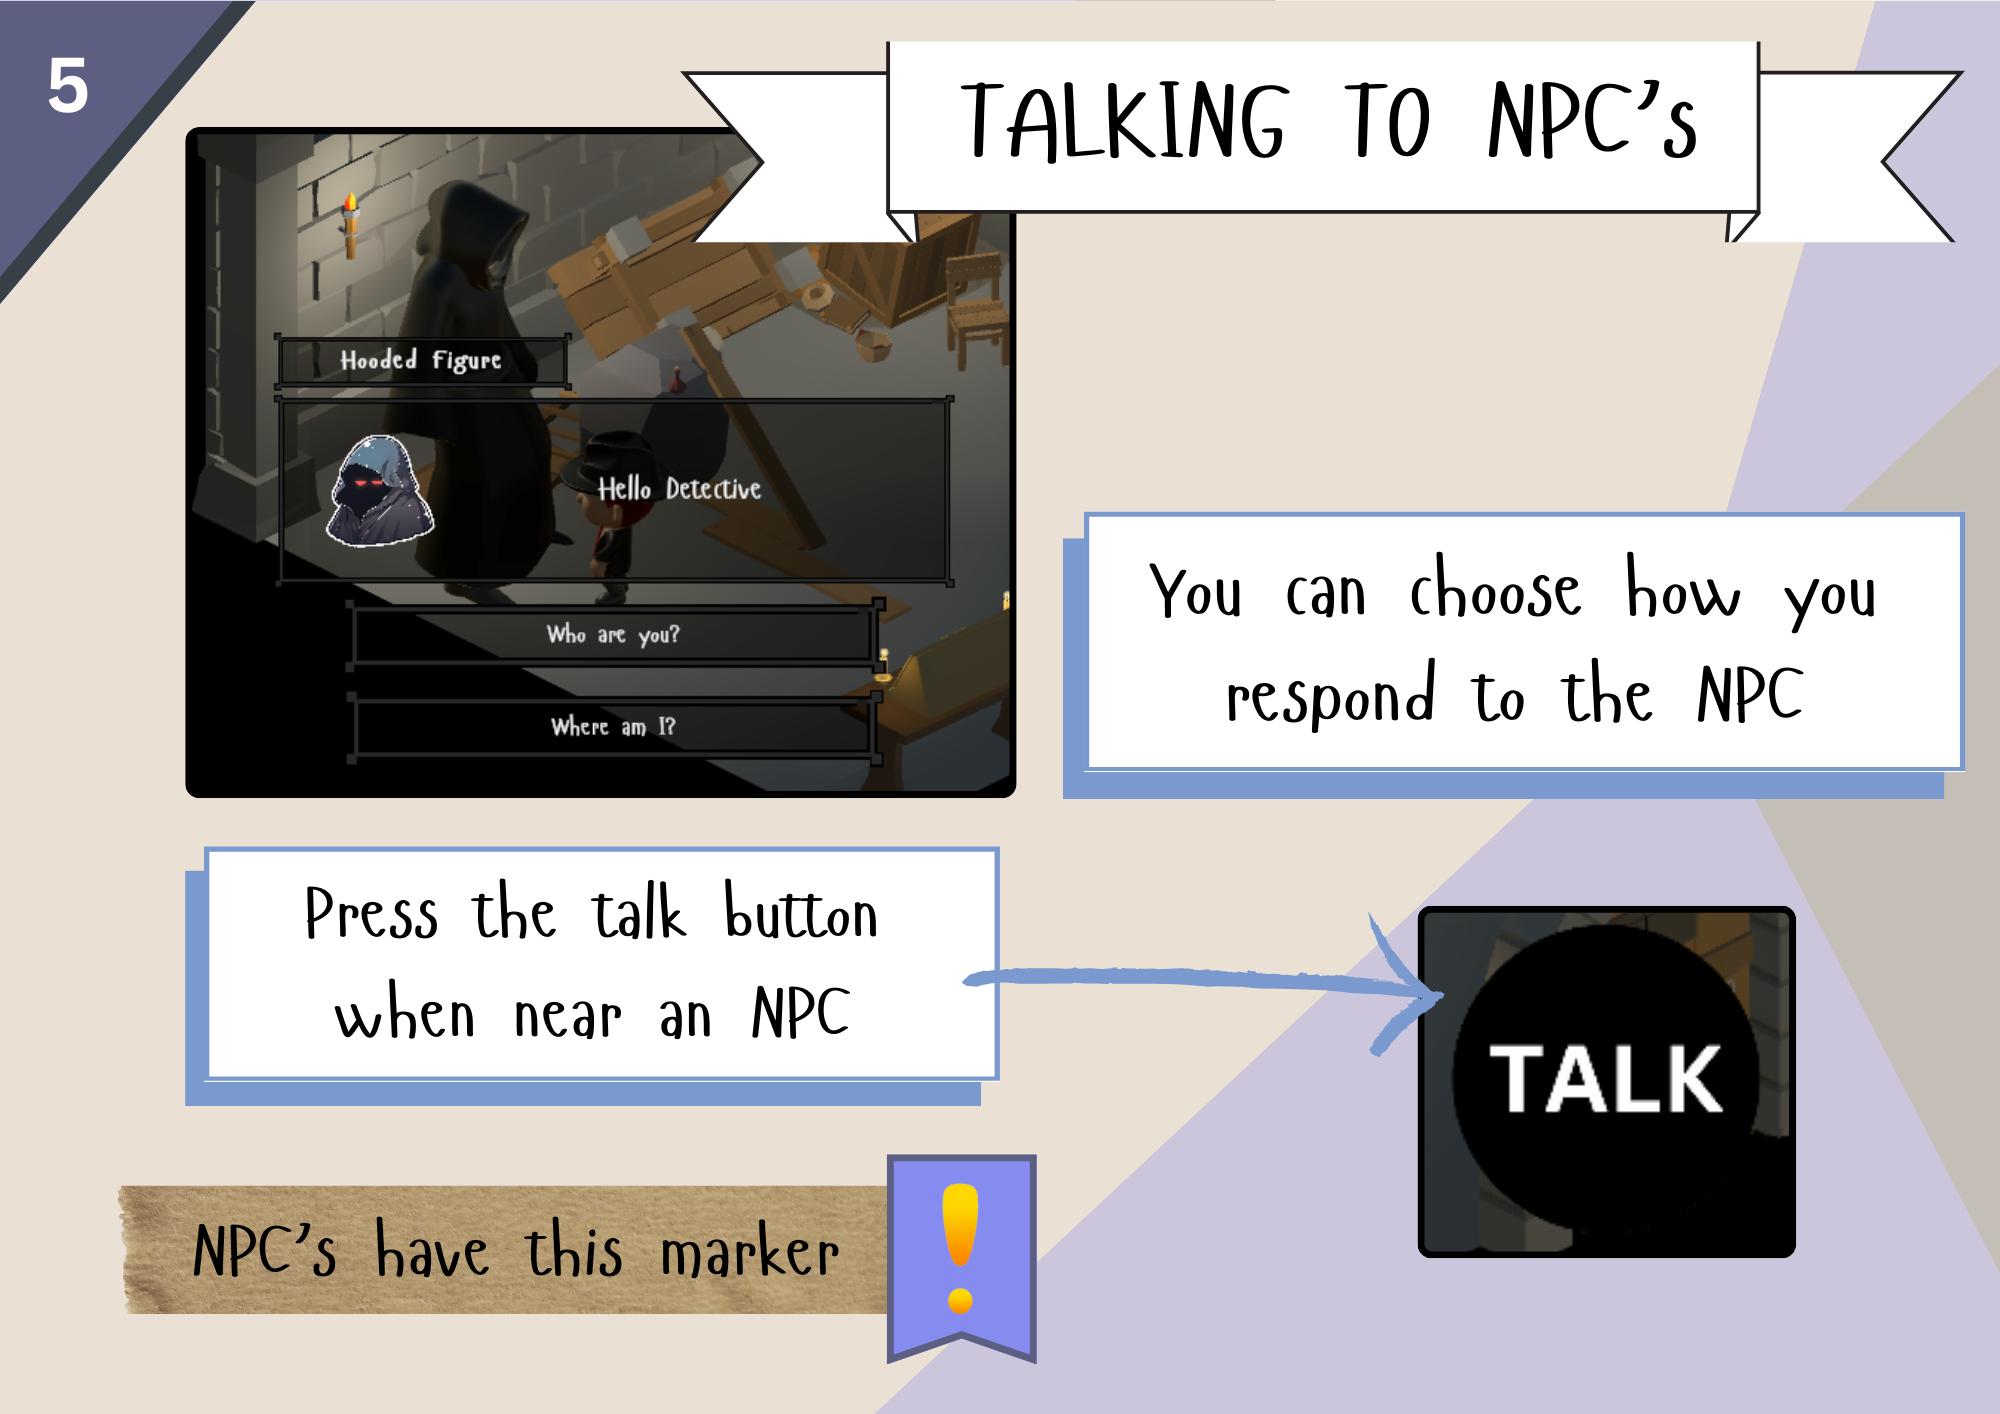 5
TALKING TO NPC's
Hooded Figure
Hello Detective
Who are you?
Where am I?
You can choose how you
respond to the NPC
Press the talk button
when near an NPC
TALK
NPC's have this marker
!